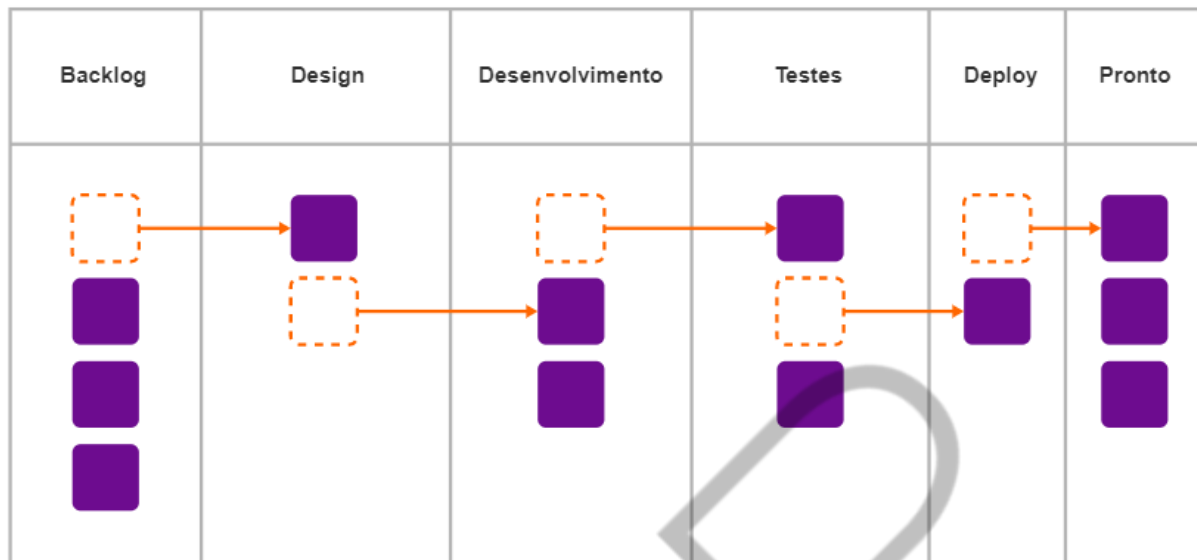 Backlog
Design
Desenvolvimento
Testes
Deploy
Pronto